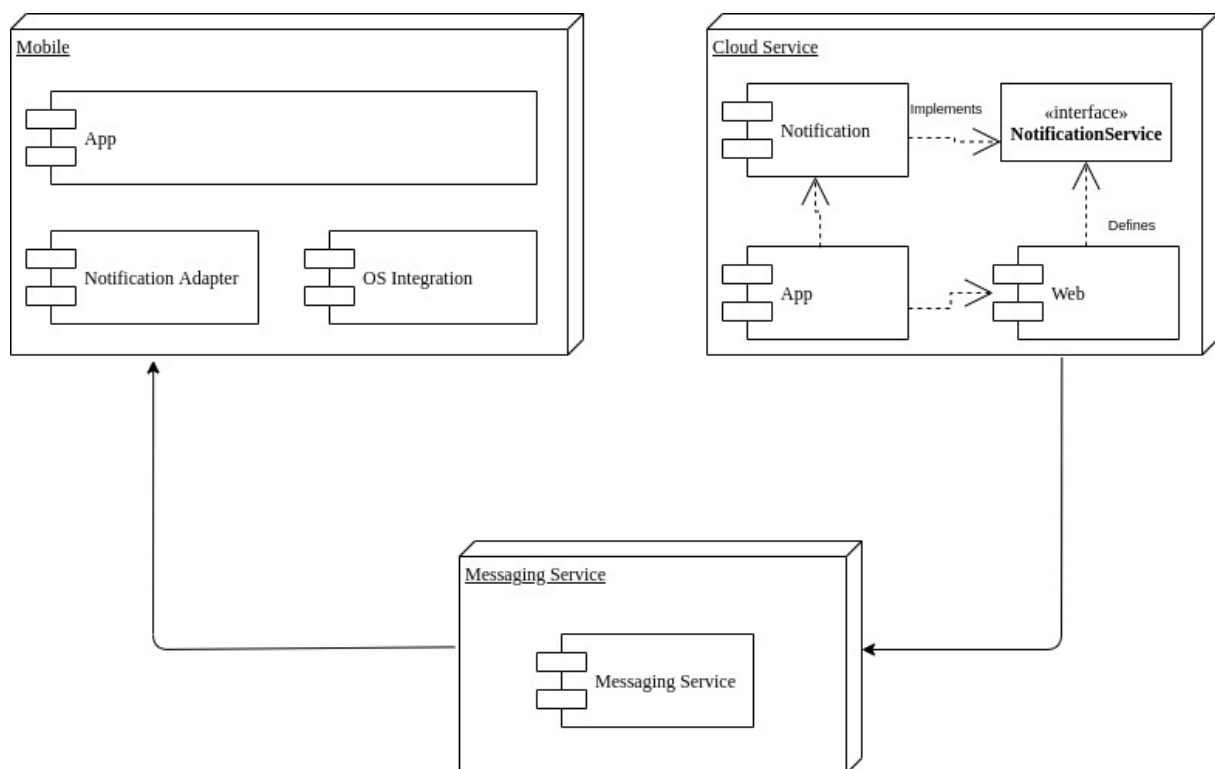 Mobile
App
Notification Adapter
OS Integration
Cloud Service
Notification
Implements
«interface»
NotificationService
Defines
App
Web
Messaging Service
Messaging Service